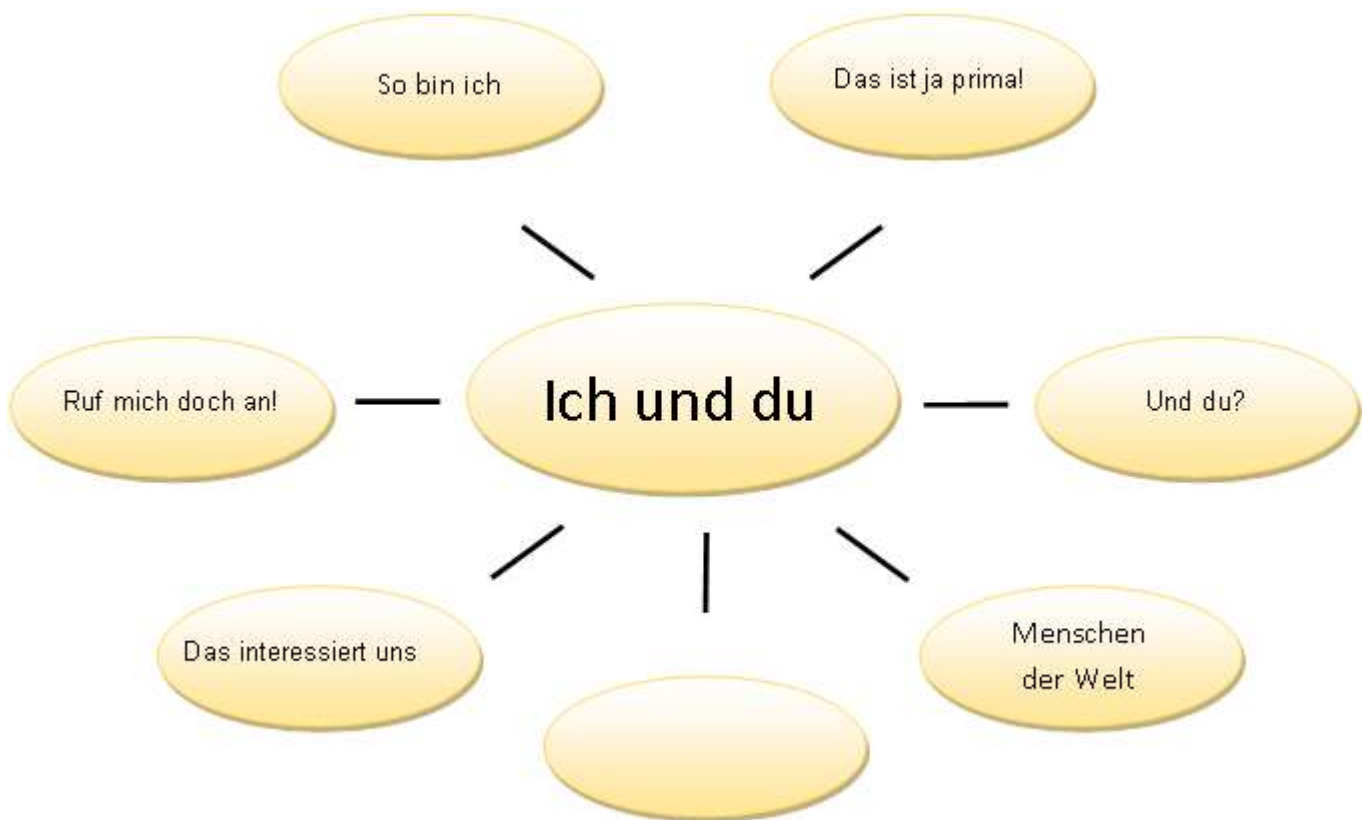 So bin ich
Das ist ja prima!
Ruf mich doch an!
Ich und du
Und du?
Das interessiert uns
Menschen
der Welt